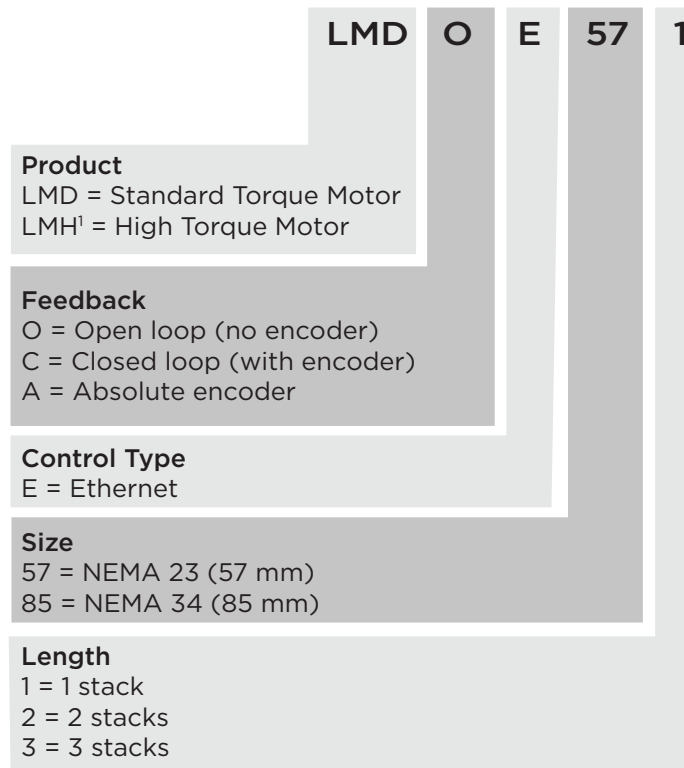 LMD O E 57 1
Product
LMD = Standard Torque Motor
LMH¹ = High Torque Motor
Feedback
O = Open loop (no encoder)
C = Closed loop (with encoder)
A = Absolute encoder
Control Type
E = Ethernet
Size
57 = NEMA 23 (57 mm)
85 = NEMA 34 (85 mm)
Length
1 = 1 stack
2 = 2 stacks
3 = 3 stacks